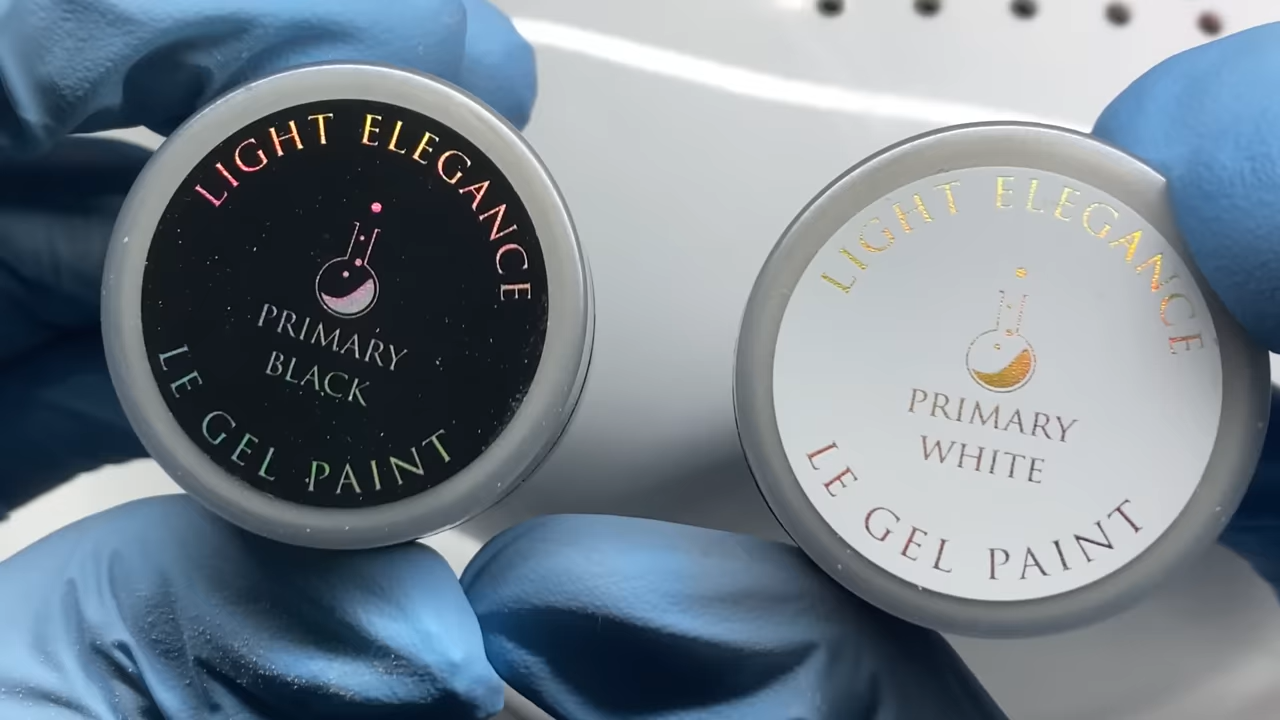 LIGHT ELEGANCE
PRIMARY
BLACK
LE GEL PAINT
LIGHT ELEGANCE
PRIMARY
WHITE
LE GEL PAINT